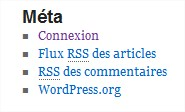 Méta
Connexion
Flux RSS des articles
RSS des commentaires
WordPress.org